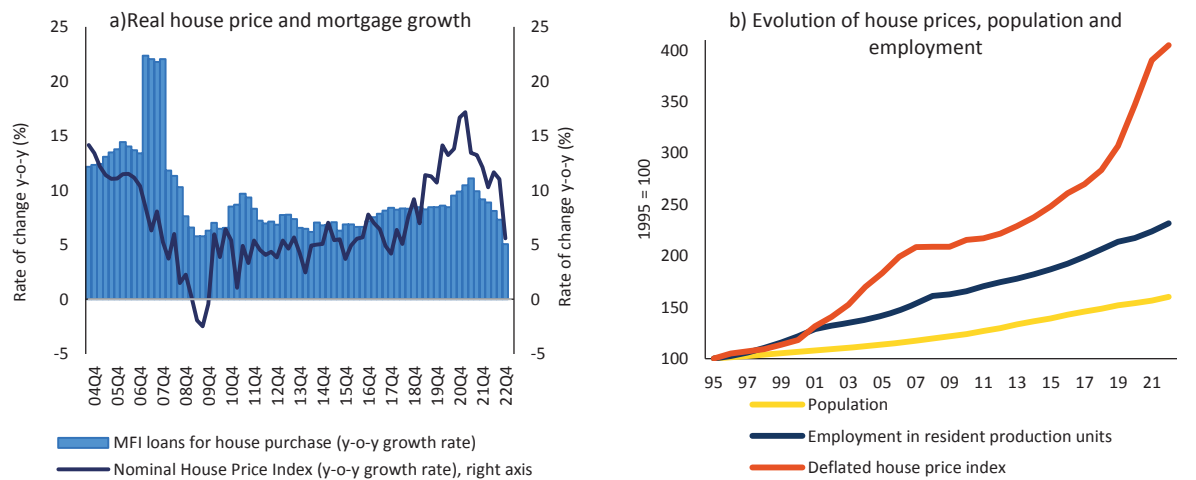 a)Real house price and mortgage growth
25
20
15
10
5
0
-5
Rate of change y-o-y (%)
25
20
15
10
5
0
-5
Rate of change y-o-y (%)
04Q4
05Q4
06Q4
07Q4
08Q4
09Q4
10Q4
11Q4
12Q4
13Q4
14Q4
15Q4
16Q4
17Q4
18Q4
19Q4
20Q4
21Q4
22Q4
MFI loans for house purchase (y-o-y growth rate)
Nominal House Price Index (y-o-y growth rate), right axis
b) Evolution of house prices, population and
employment
400
350
300
250
200
150
100
1995 = 100
95
97
99
01
03
05
07
09
11
13
15
17
19
21
Population
Employment in resident production units
Deflated house price index